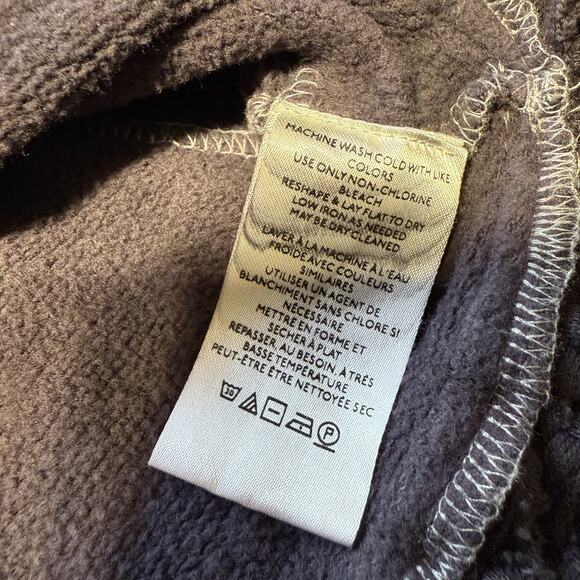 MACHINE WASH COLD WITH LIKE
COLORS
USE ONLY NON-CHLORINE
BLEACH
RESHAPE & LAY FLAT TO DRY
LOW IRON AS NEEDED
MAY BE DRY CLEANED
LAVER À LA MACHINE À L'EAU
FROIDE AVEC COULEURS
SIMILAIRES
UTILISER UN AGENT DE
BLANCHIMENT SANS CHLORE SI
NÉCESSAIRE
METTRE EN FORME ET
SÉCHER À PLAT
REPASSER AU BESOIN, À TRÈS
BASSE TEMPÉRATURE
PEUT-ÊTRE ÊTRE NETTOYÉE SEC
30 P